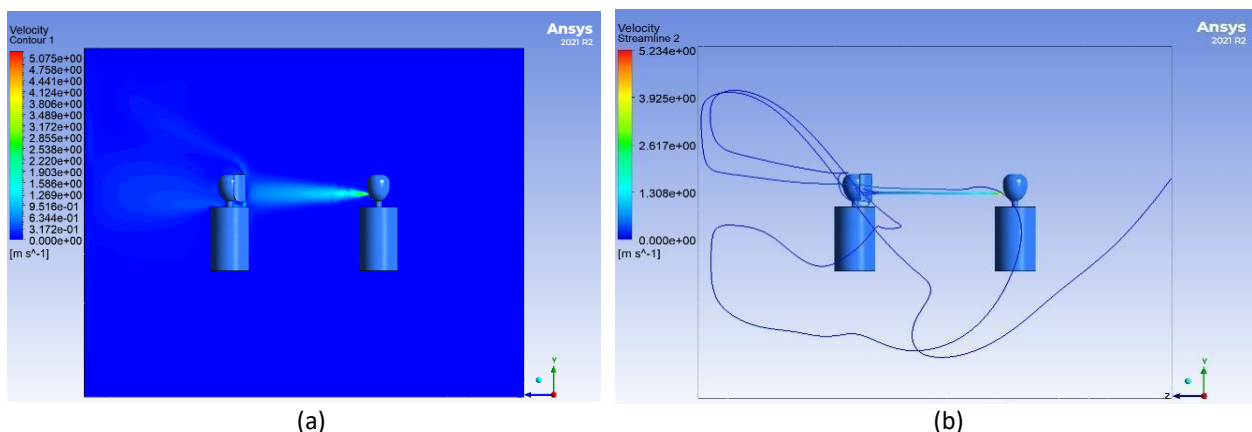 Velocity
Contour 1
5.075e+00
4.758e+00
4.441e+00
4.124e+00
3.806e+00
3.489e+00
3.172e+00
2.855e+00
2.538e+00
2.220e+00
1.903e+00
1.586e+00
1.269e+00
9.516e-01
6.344e-01
3.172e-01
0.000e+00
[m s^-1]
Ansys
2021 R2
Y
(a)
Velocity
Streamline 2
5.234e+00
3.925e+00
2.617e+00
1.308e+00
0.000e+00
[m s^-1]
Ansys
2021 R2
Y
Z
(b)